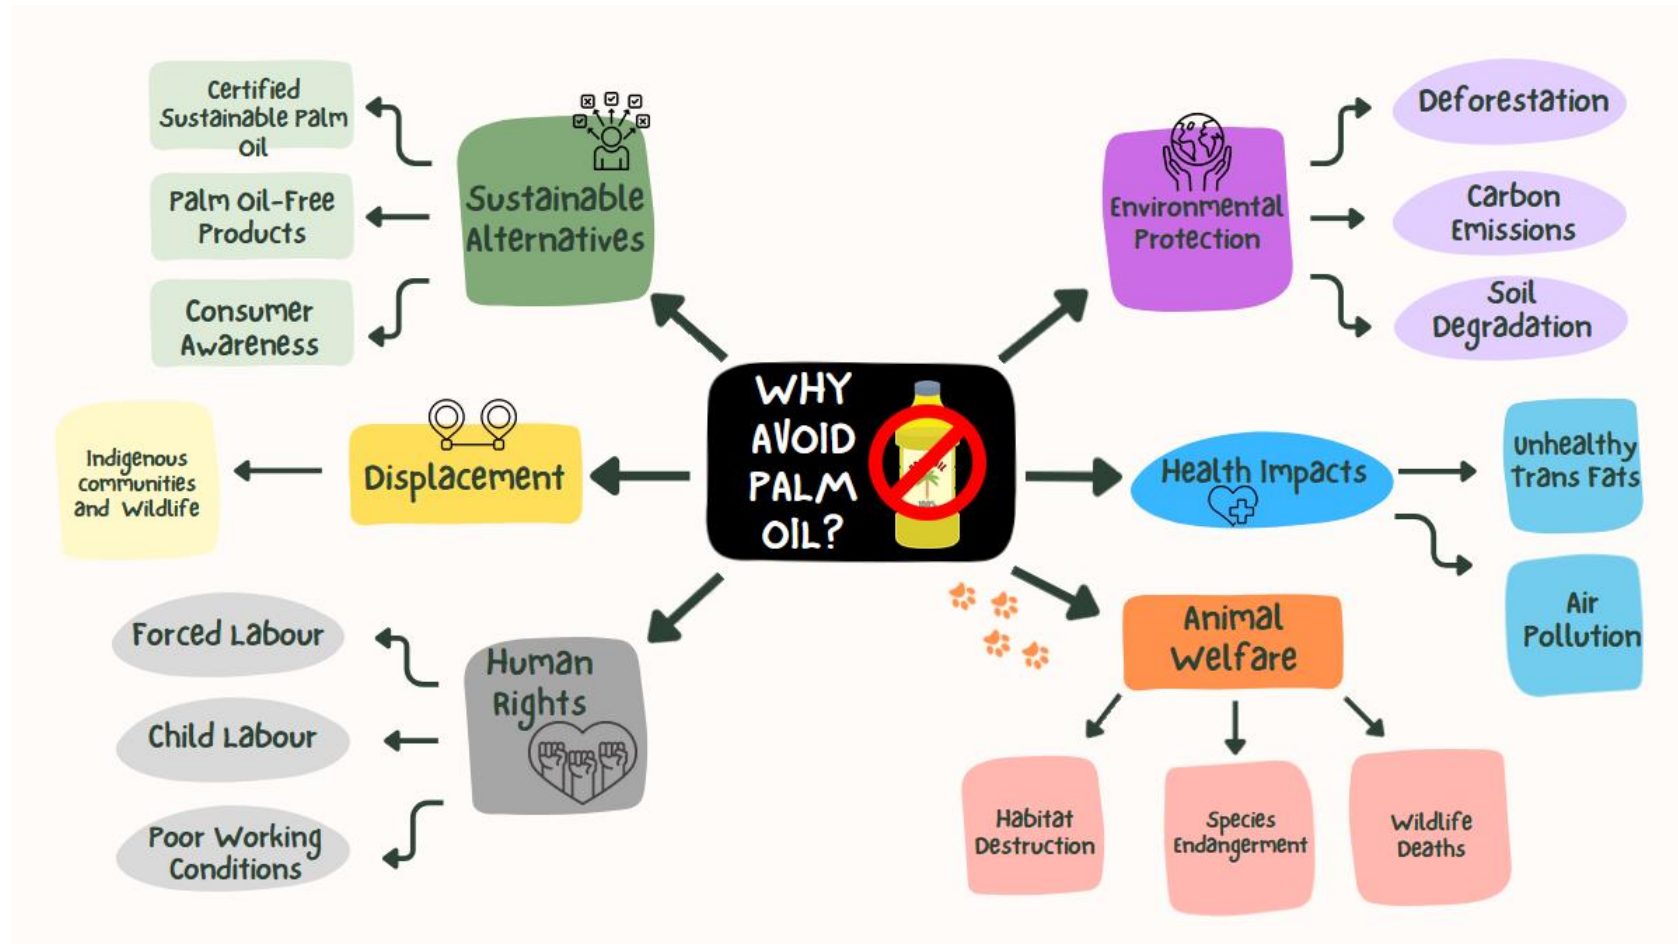 Certified
Sustainable Palm
Oil
Palm Oil-Free
Products
Consumer
Awareness
Sustainable
Alternatives
Environmental
Protection
Deforestation
Carbon
Emissions
Soil
Degradation
WHY
AVOID
PALM
OIL?
Displacement
Indigenous
communities
and Wildlife
Health Impacts
Unhealthy
Trans Fats
Air
Pollution
Human
Rights
Forced Labour
Child Labour
Poor Working
Conditions
Animal
Welfare
Habitat
Destruction
Species
Endangerment
Wildlife
Deaths